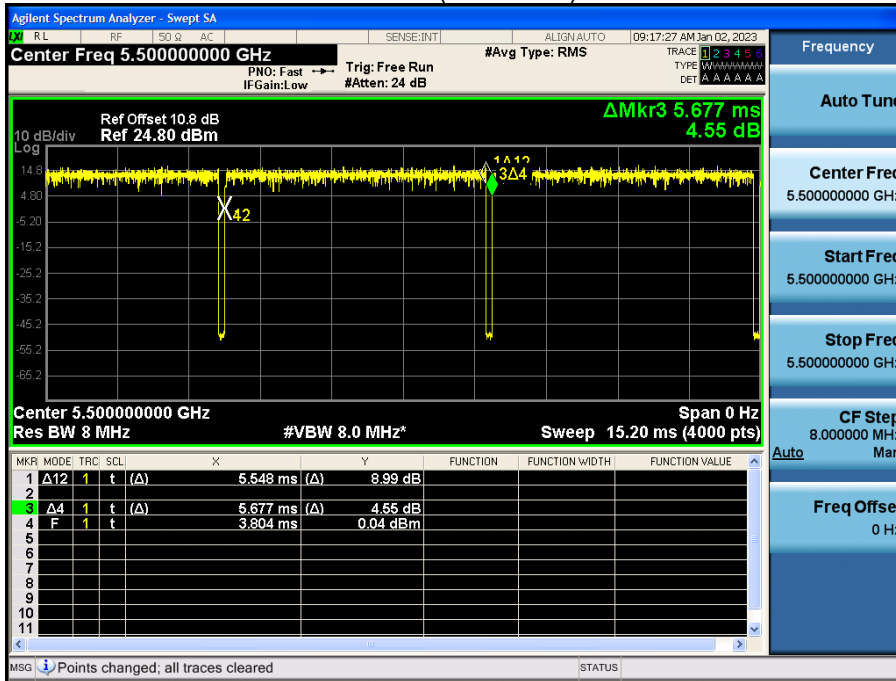 Agilent Spectrum Analyzer - Swept SA
LXI RL RF 50 Ω AC SENSE:INT ALIGN AUTO 09:17:27 AM Jan 02, 2023
Center Freq 5.500000000 GHz #Avg Type: RMS TRACE 1 2 3 4 5 6
PNO: Fast Trig: Free Run TYPE
IFGain:Low #Atten: 24 dB DET A A A A A A
ΔMkr3 5.677 ms
4.55 dB
Ref Offset 10.8 dB
10 dB/div Ref 24.80 dBm
Log
14.8
4.80
-5.20
-15.2
-25.2
-35.2
-45.2
-55.2
-65.2
3Δ4
X42
Center 5.500000000 GHz Span 0 Hz
Res BW 8 MHz #VBW 8.0 MHz* Sweep 15.20 ms (4000 pts)
MKR MODE TRC SCL X Y FUNCTION FUNCTION WIDTH FUNCTION VALUE
1 Δ12 1 t (Δ) 5.548 ms (Δ) 8.99 dB
2
3 Δ4 1 t (Δ) 5.677 ms (Δ) 4.55 dB
4 F 1 t 3.804 ms 0.04 dBm
5
6
7
8
9
10
11
MSG Points changed; all traces cleared STATUS
Frequency
Auto Tune
Center Freq
5.500000000 GHz
Start Freq
5.500000000 GHz
Stop Freq
5.500000000 GHz
CF Step
8.000000 MHz
Auto Man
Freq Offset
0 Hz